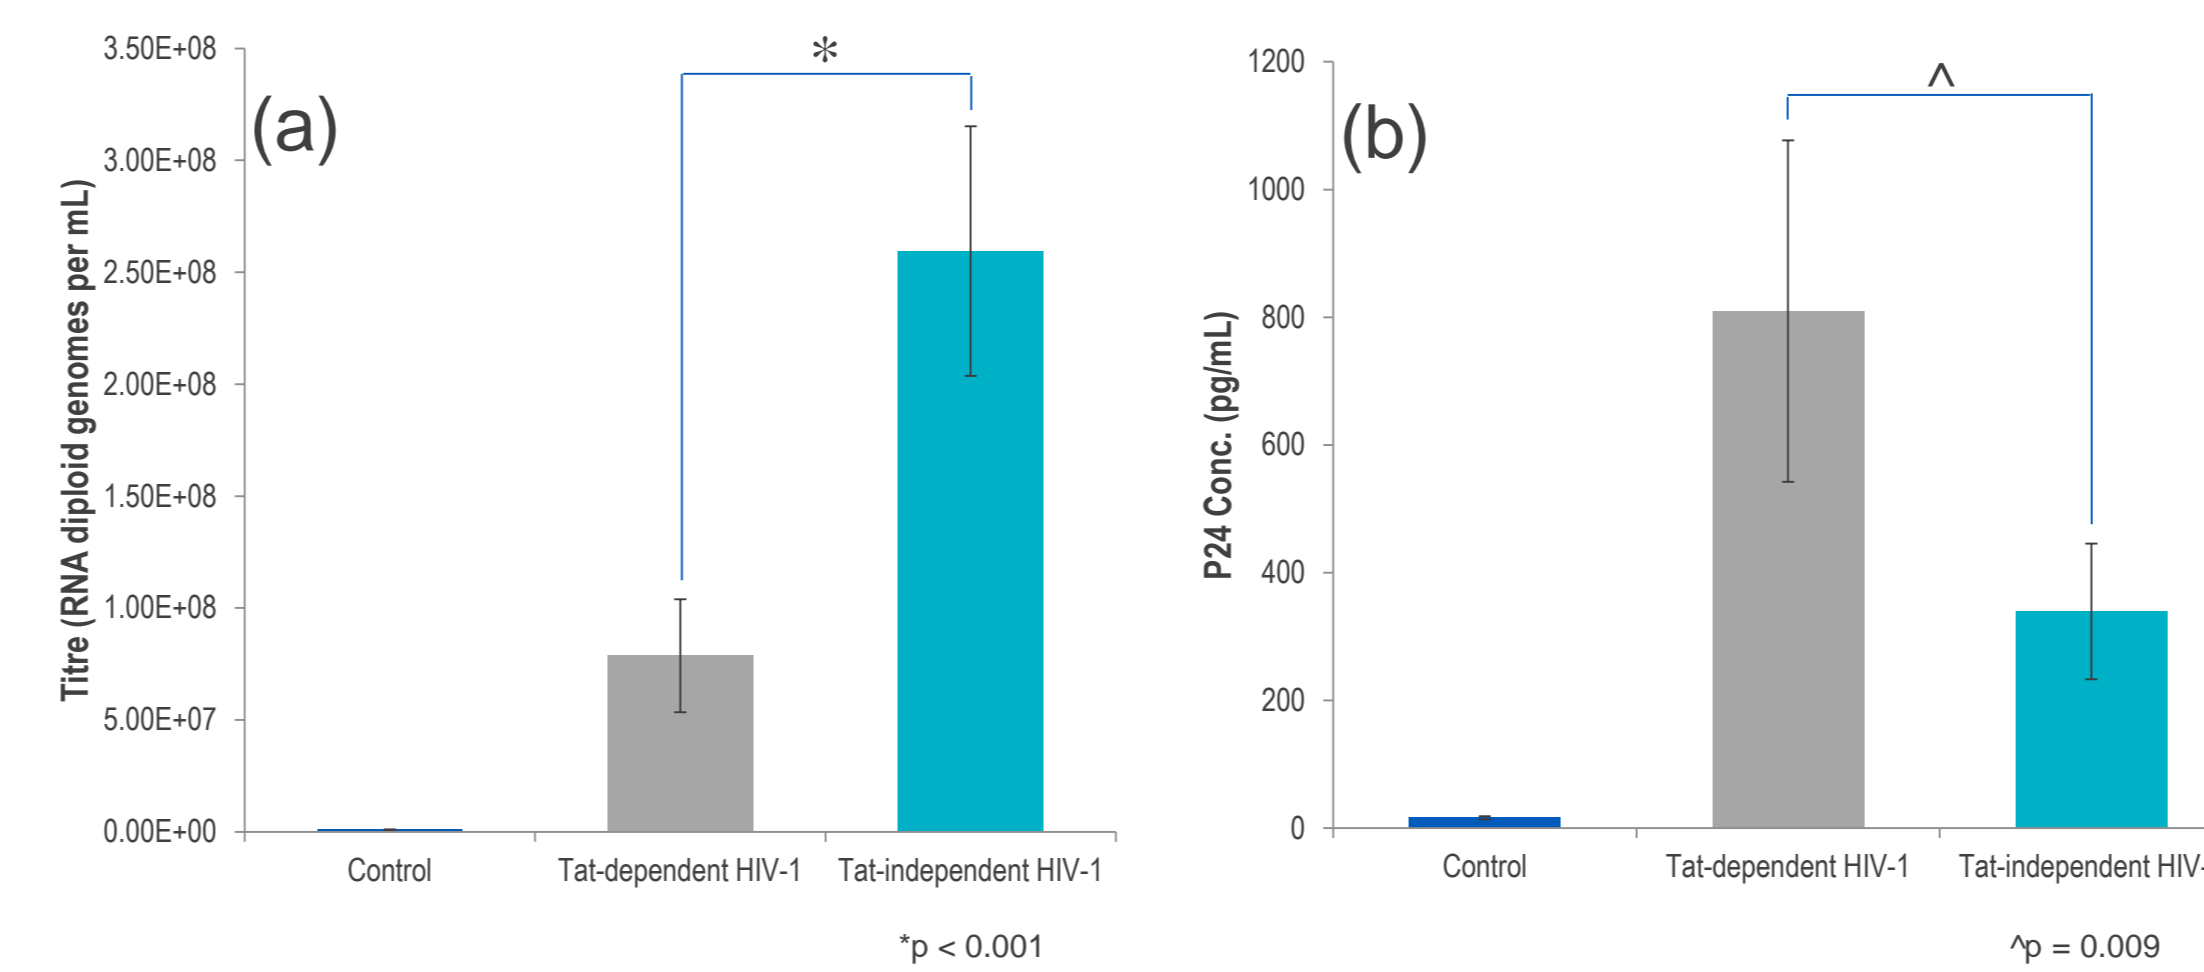 (a)
Titre (RNA diploid genomes per mL)
3.50E+08
3.00E+08
2.50E+08
2.00E+08
1.50E+08
1.00E+08
5.00E+07
0.00E+00
*
Control
Tat-dependent HIV-1
Tat-independent HIV-1
*p < 0.001
(b)
P24 Conc. (pg/mL)
1200
1000
800
600
400
200
0
^
Control
Tat-dependent HIV-1
Tat-independent HIV-
^p = 0.009